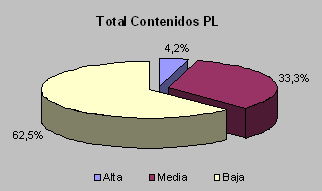 Total Contenidos PL
4,2%
33,3%
62,5%
Alta Media Baja